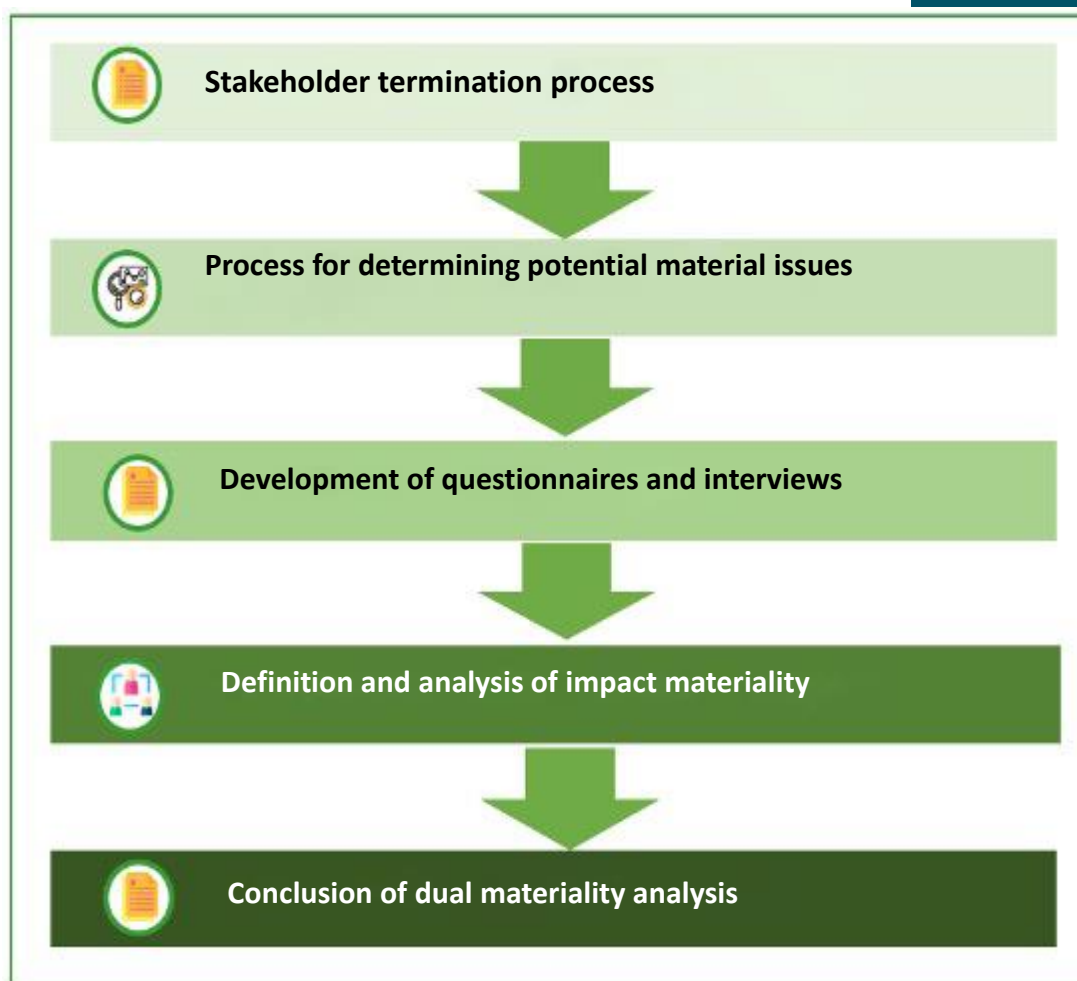 Stakeholder termination process
Process for determining potential material issues
Development of questionnaires and interviews
Definition and analysis of impact materiality
Conclusion of dual materiality analysis